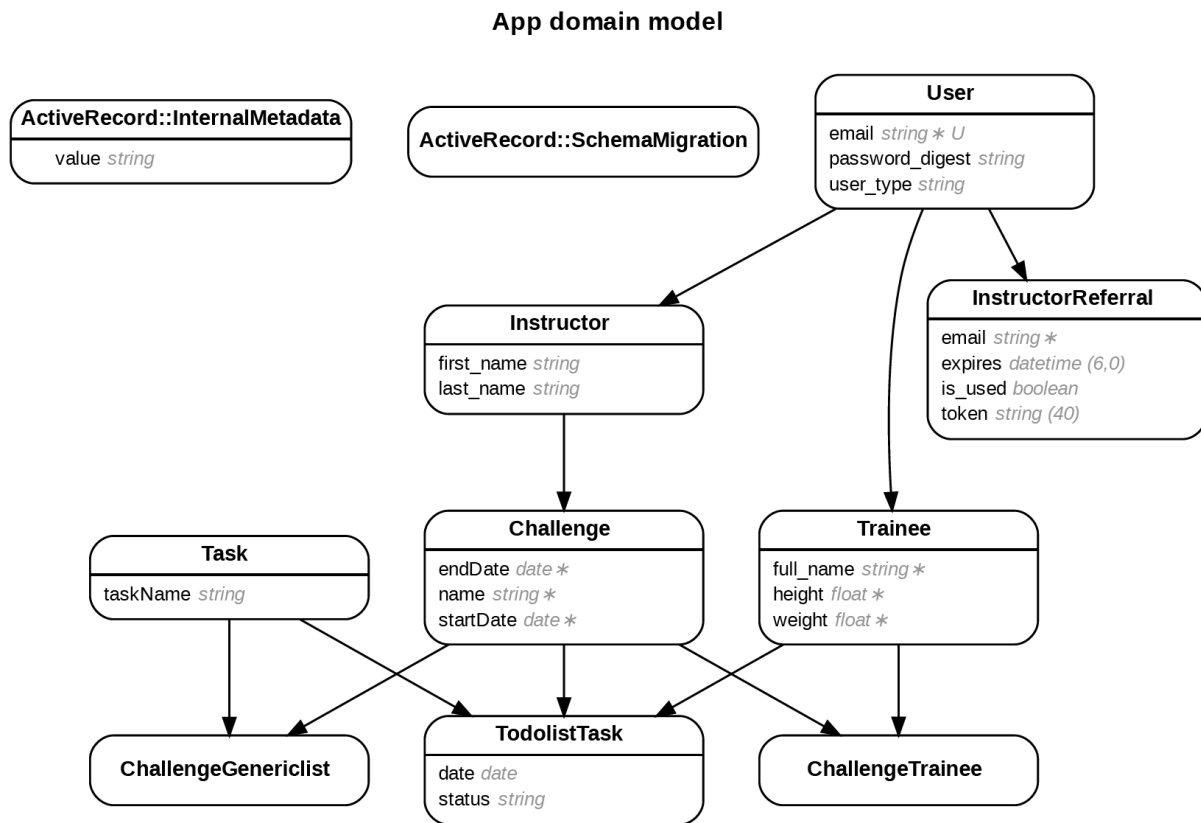 App domain model
ActiveRecord::InternalMetadata
value string
ActiveRecord::SchemaMigration
User
email string ∗ U
password_digest string
user_type string
Instructor
first_name string
last_name string
InstructorReferral
email string ∗
expires datetime (6,0)
is_used boolean
token string (40)
Task
taskName string
Challenge
endDate date ∗
name string ∗
startDate date ∗
Trainee
full_name string ∗
height float ∗
weight float ∗
ChallengeGenericlist
TodolistTask
date date
status string
ChallengeTrainee